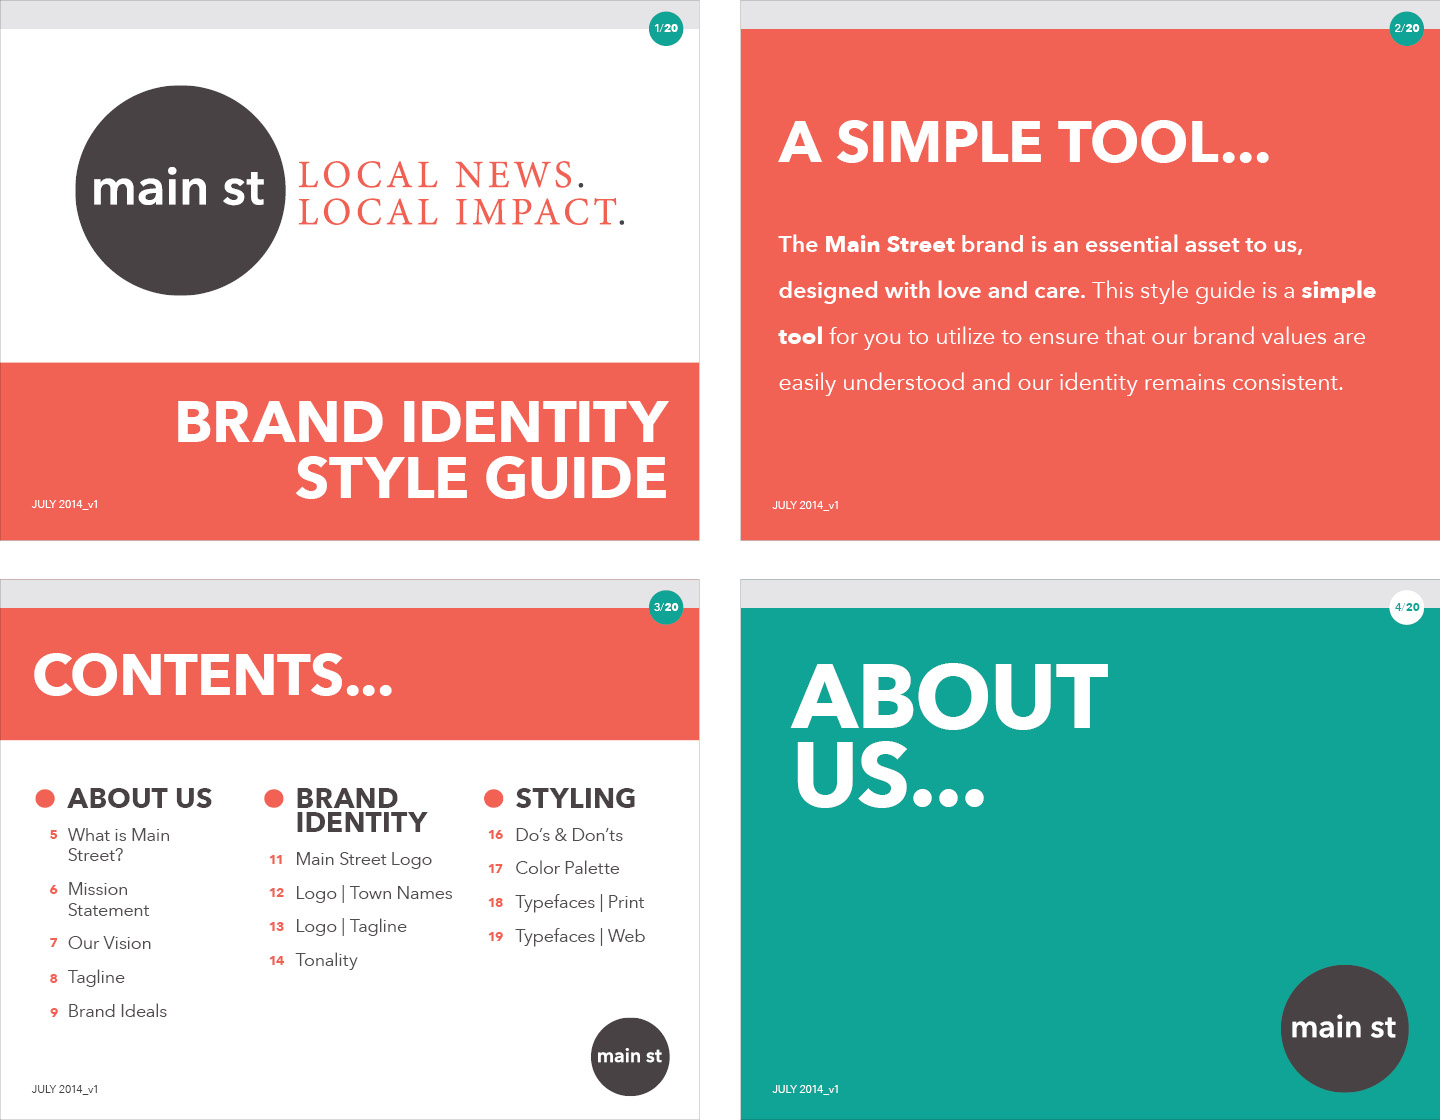 1/20
main st
LOCAL NEWS.
LOCAL IMPACT.
BRAND IDENTITY
STYLE GUIDE
JULY 2014_v1
2/20
A SIMPLE TOOL...
The Main Street brand is an essential asset to us,
designed with love and care. This style guide is a simple
tool for you to utilize to ensure that our brand values are
easily understood and our identity remains consistent.
JULY 2014_v1
3/20
CONTENTS...
ABOUT US
5 What is Main
Street?
6 Mission
Statement
7 Our Vision
8 Tagline
9 Brand Ideals
BRAND
IDENTITY
11 Main Street Logo
12 Logo | Town Names
13 Logo | Tagline
14 Tonality
STYLING
16 Do’s & Don’ts
17 Color Palette
18 Typefaces | Print
19 Typefaces | Web
main st
JULY 2014_v1
4/20
ABOUT
US...
main st
JULY 2014_v1